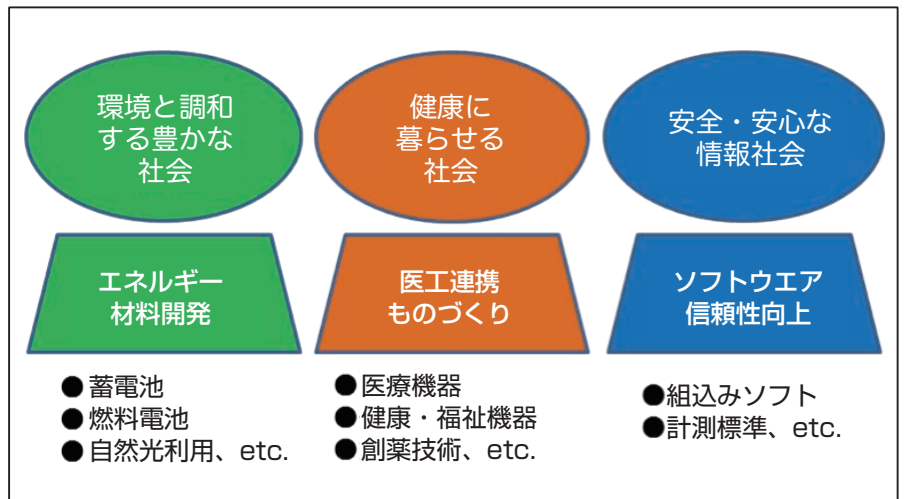 環境と調和
する豊かな
社会
健康に
暮らせる
社会
安全・安心な
情報社会
エネルギー
材料開発
医工連携
ものづくり
ソフトウエア
信頼性向上
●蓄電池
●燃料電池
●自然光利用、etc.
●医療機器
●健康・福祉機器
●創薬技術、etc.
●組込みソフト
●計測標準、etc.